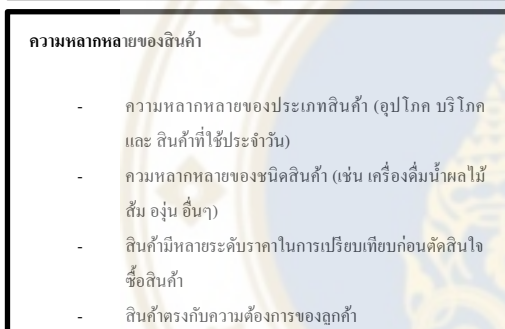 ความหลากหลายของสินค้า
- ความหลากหลายของประเภทสินค้า (อุปโภค บริโภค
และ สินค้าที่ใช้ประจำวัน)
- ควมหลากหลายของชนิดสินค้า (เช่น เครื่องดื่มน้ำผลไม้
ส้ม องุ่น อื่นๆ)
- สินค้ามีหลายระดับราคาในการเปรียบเทียบก่อนตัดสินใจ
ซื้อสินค้า
- สินค้าตรงกับความต้องการของลูกค้า